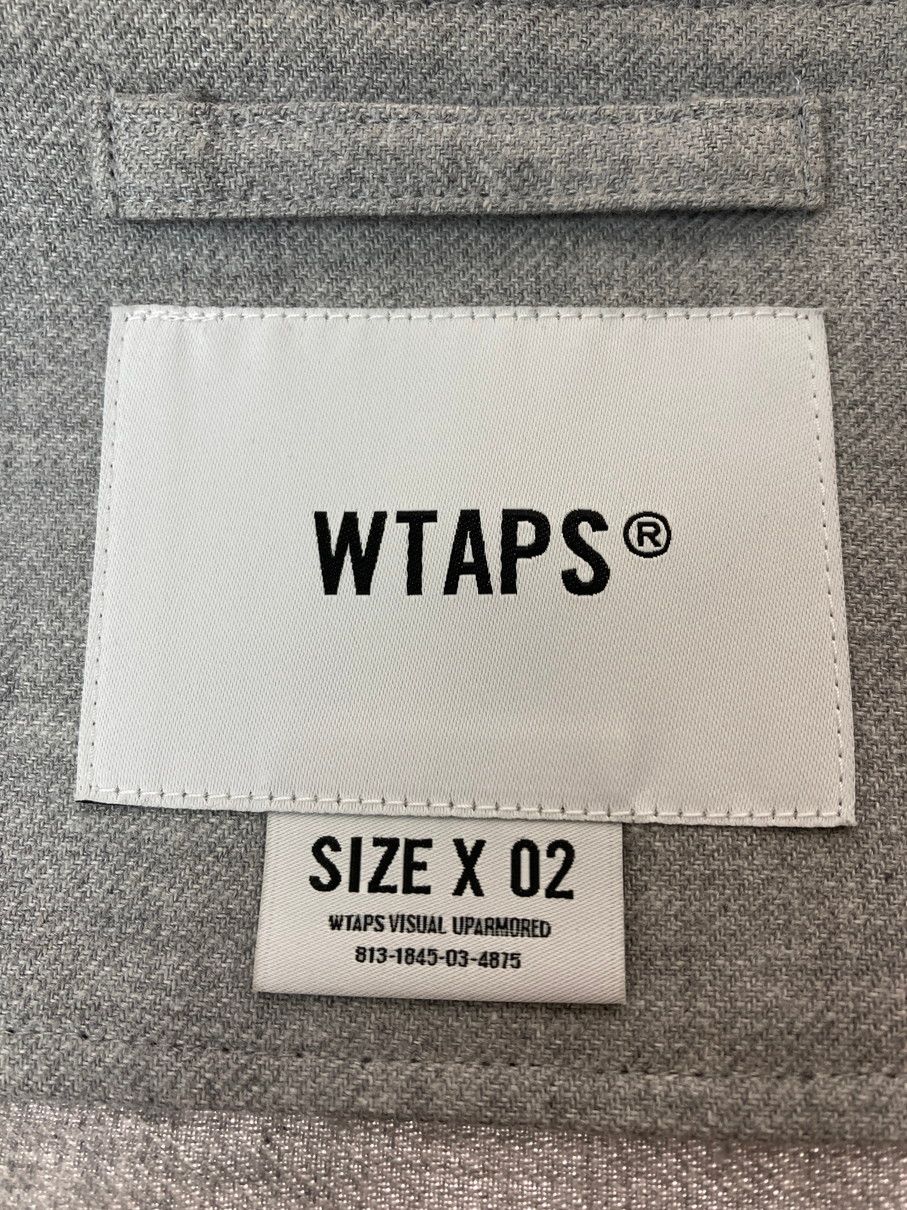 WTAPS®
SIZE X 02
WTAPS VISUAL UPARMORED
813-1845-03-4875